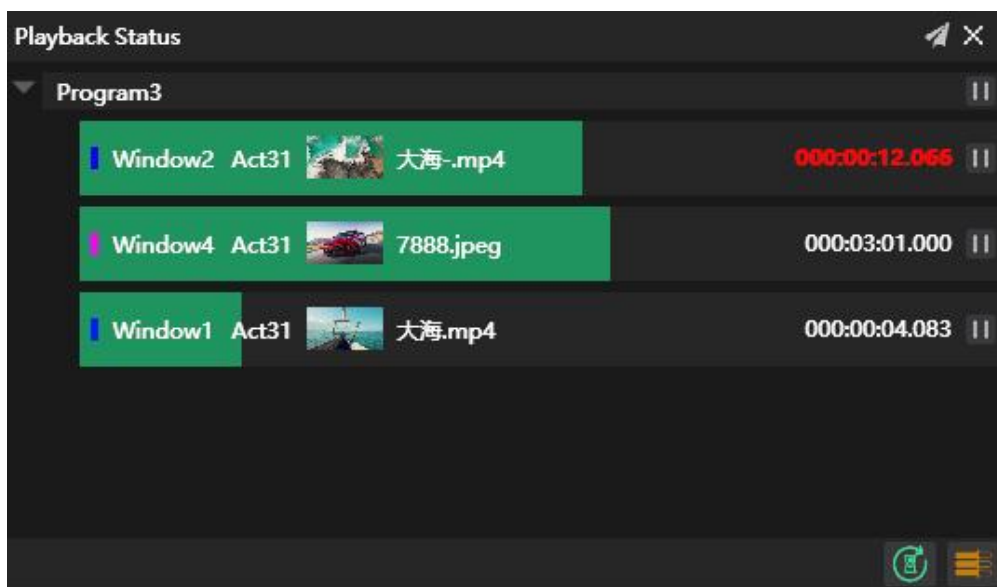 Playback Status
Program3
Window2 Act31 大海-.mp4 000:00:12.066
Window4 Act31 7888.jpeg 000:03:01.000
Window1 Act31 大海.mp4 000:00:04.083